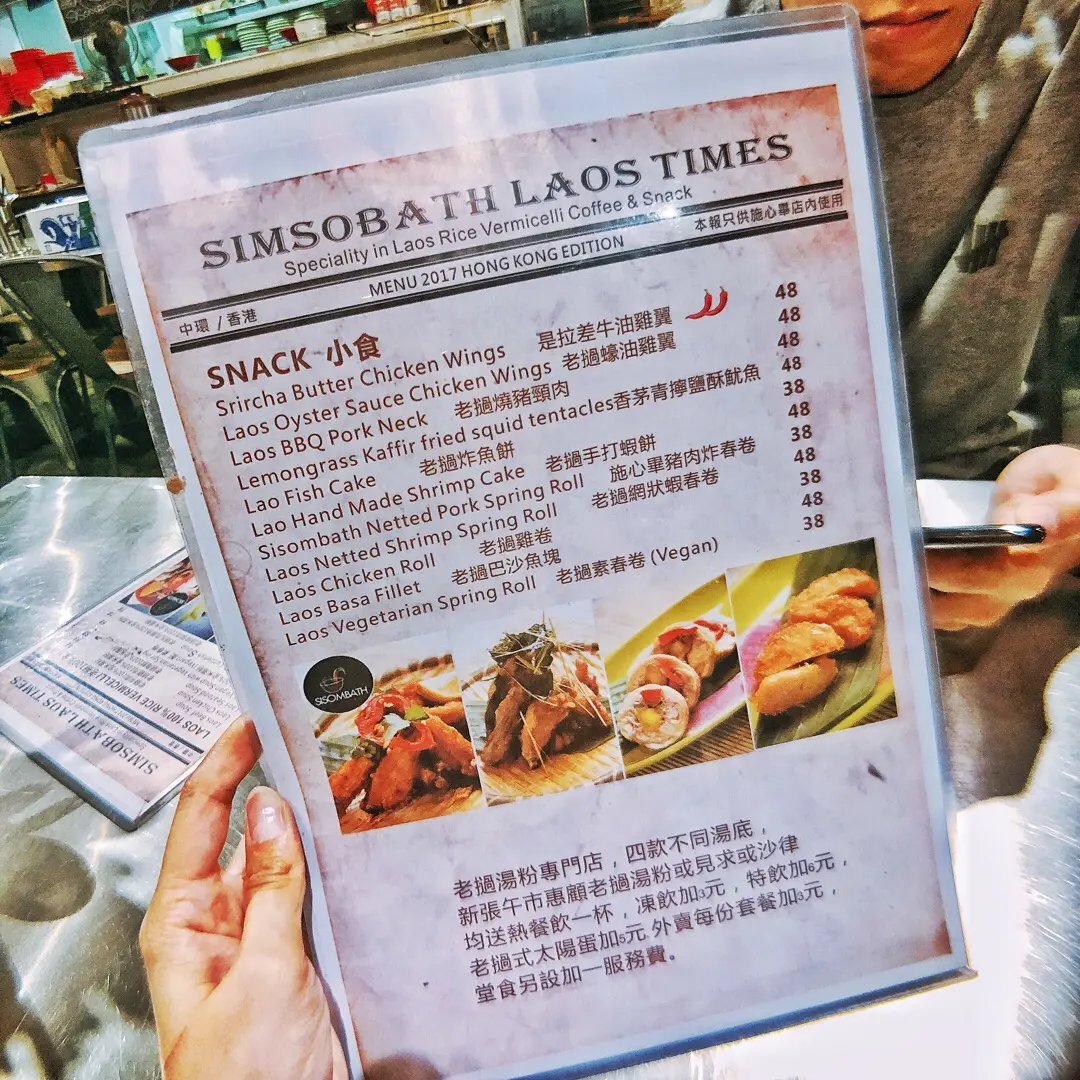 SIMSOBATH LAOS TIMES
Speciality in Laos Rice Vermicelli Coffee & Snack
MENU 2017 HONG KONG EDITION 本報只供施心畢店內使用
中環 / 香港
SNACK 小食
Srircha Butter Chicken Wings 是拉差牛油雞翼 48
Laos Oyster Sauce Chicken Wings 老撾蠔油雞翼 48
Laos BBQ Pork Neck 老撾燒豬頸肉 48
Lemongrass Kaffir fried squid tentacles 香茅青擰鹽酥魷魚 48
Lao Fish Cake 老撾炸魚餅 38
Lao Hand Made Shrimp Cake 老撾手打蝦餅 48
Sisombath Netted Pork Spring Roll 施心畢豬肉炸春卷 38
Laos Netted Shrimp Spring Roll 老撾網狀蝦春卷 48
Laos Chicken Roll 老撾雞卷 38
Laos Basa Fillet 老撾巴沙魚塊 48
Laos Vegetarian Spring Roll 老撾素春卷 (Vegan) 38
SISOMBATH
老撾湯粉專門店，四款不同湯底，
新張午市惠顧老撾湯粉或見求或沙律
均送熱餐飲一杯，凍飲加3元，特飲加6元，
老撾式太陽蛋加5元, 外賣每份套餐加3元，
堂食另設加一服務費。
SIMSOBATH LAOS TIMES
LAOS 100% RICE VERMICELLI